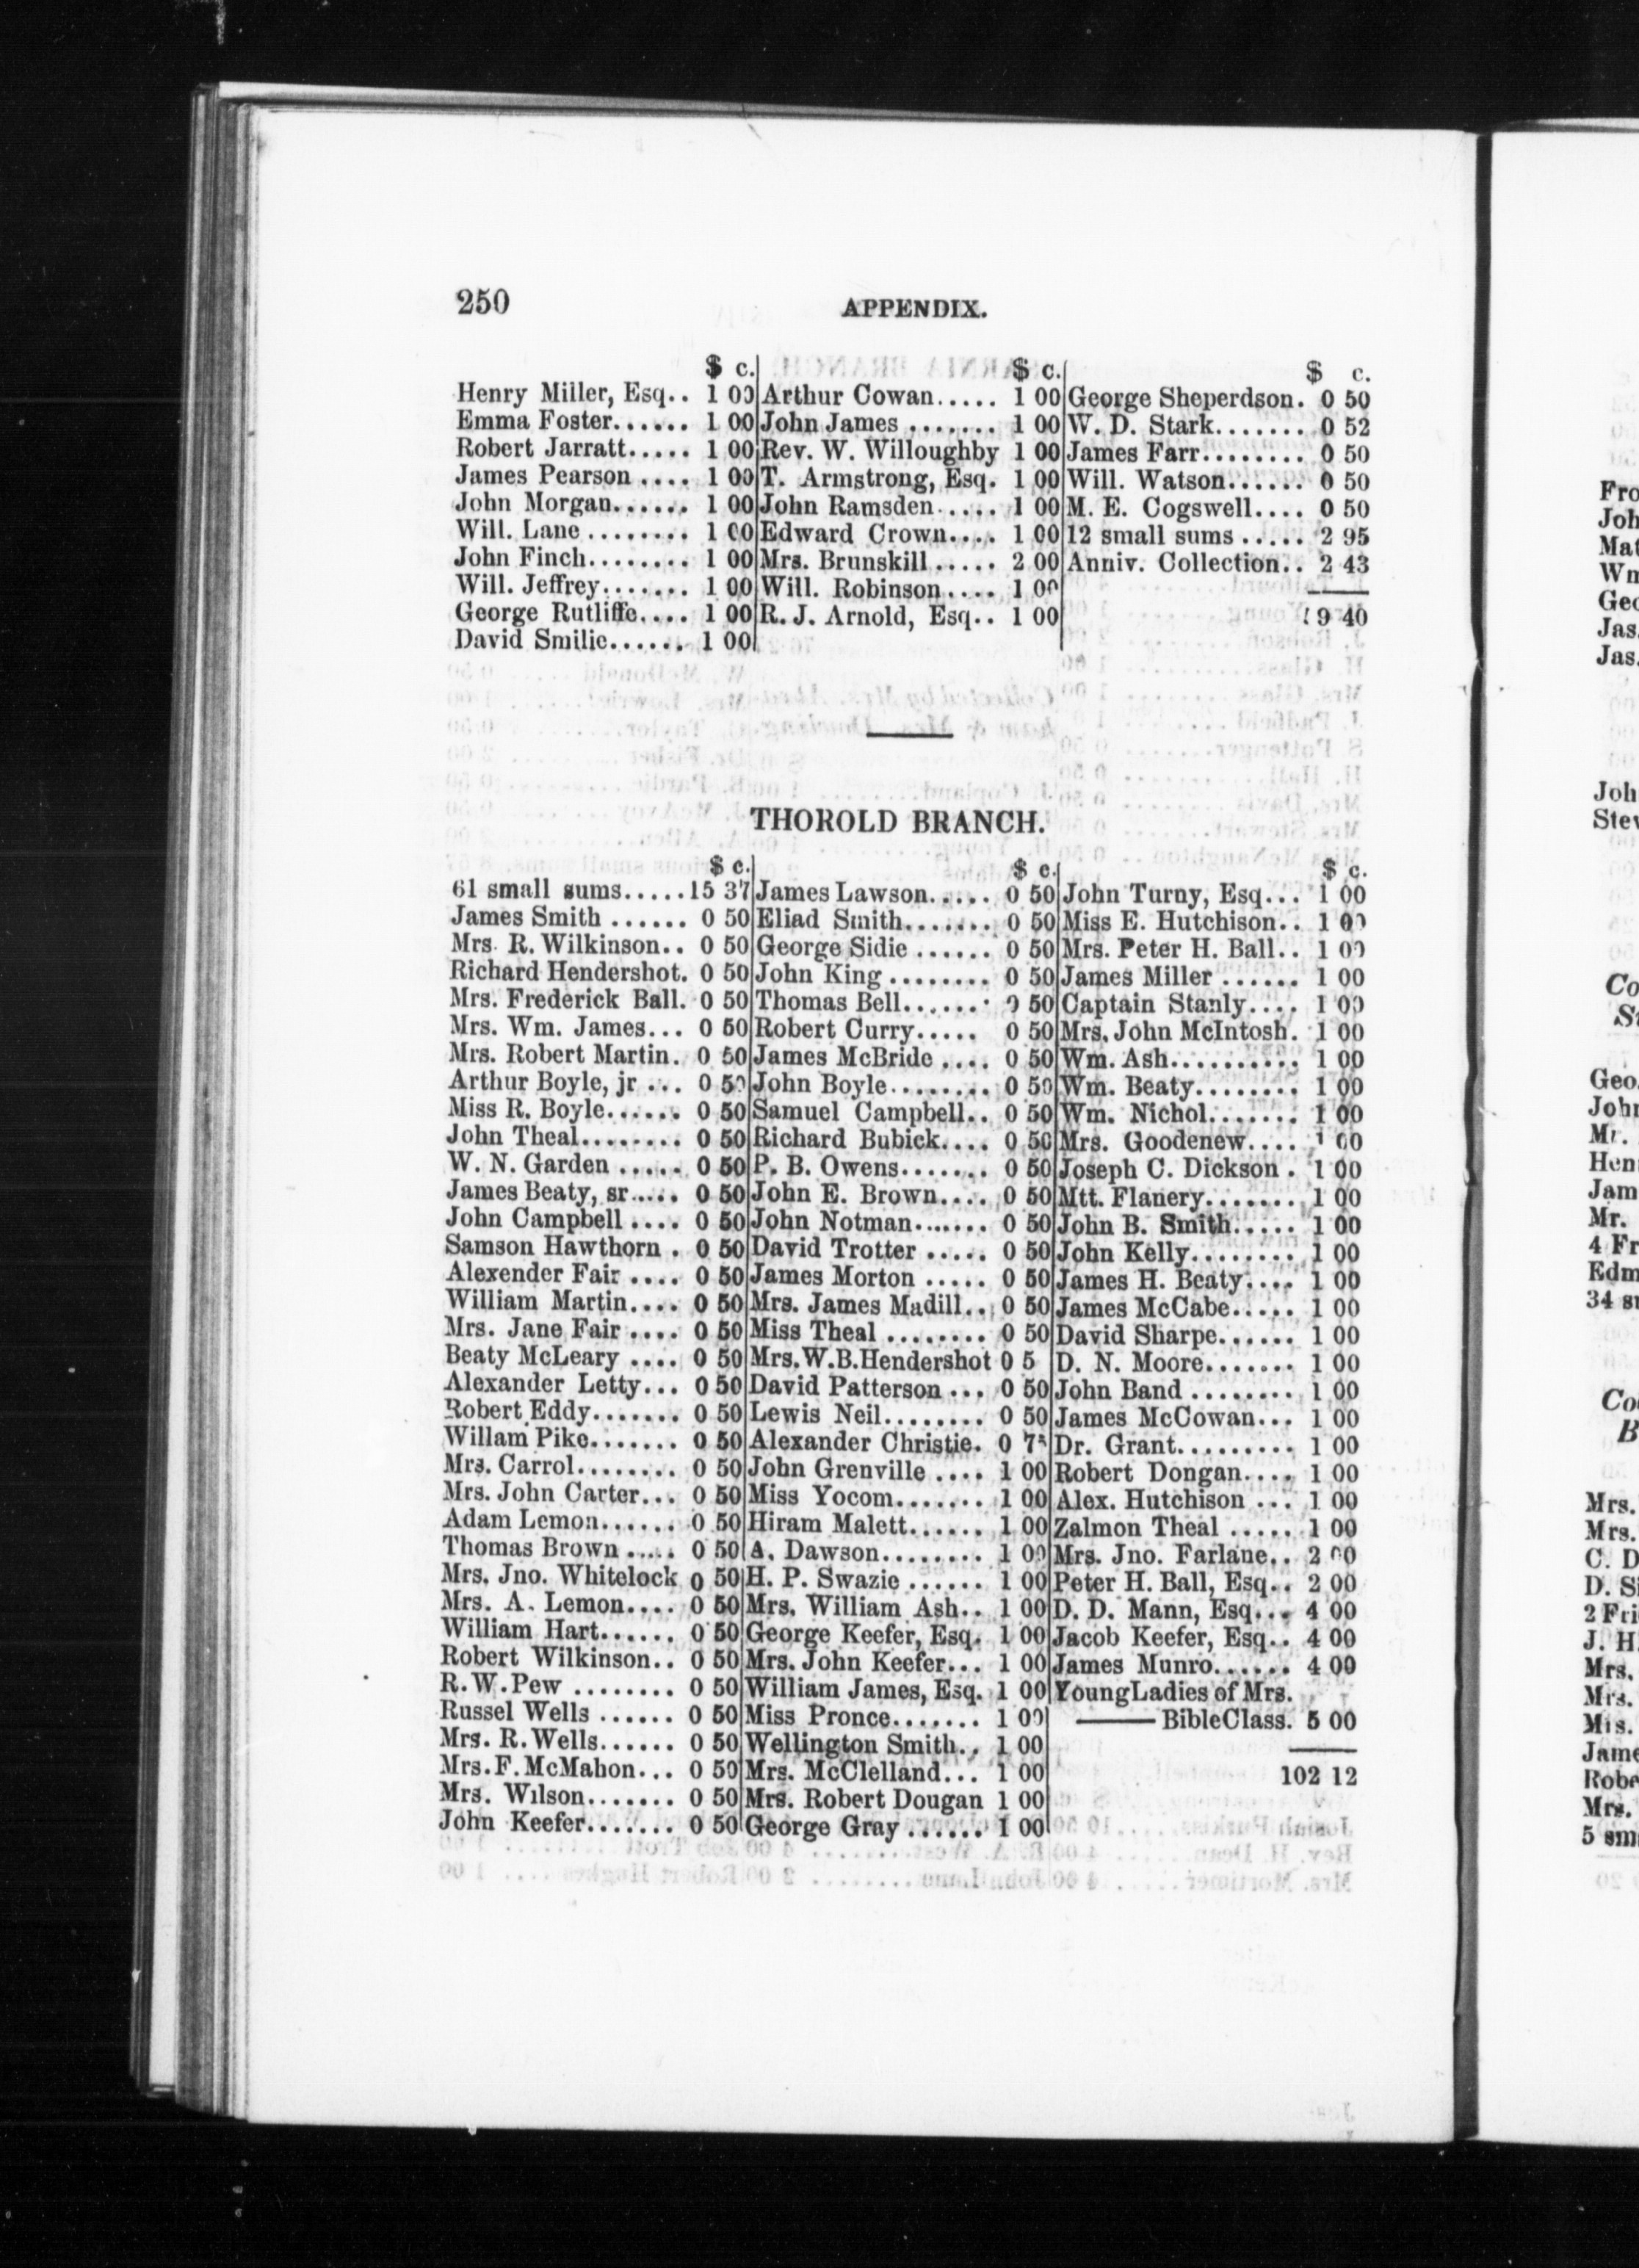 250
APPENDIX.
$ c.
Henry Miller, Esq.. 1 00
Emma Foster...... 1 00
Robert Jarratt..... 1 00
James Pearson .... 1 00
John Morgan...... 1 00
Will. Lane ........ 1 00
John Finch........ 1 00
Will. Jeffrey....... 1 00
George Rutliffe.... 1 00
David Smilie...... 1 00
$ c.
Arthur Cowan..... 1 00
John James ....... 1 00
Rev. W. Willoughby 1 00
T. Armstrong, Esq. 1 00
John Ramsden..... 1 00
Edward Crown.... 1 00
Mrs. Brunskill ..... 2 00
Will. Robinson.... 1 00
R. J. Arnold, Esq.. 1 00
$ c.
George Sheperdson. 0 50
W. D. Stark....... 0 52
James Farr........ 0 50
Will. Watson...... 0 50
M. E. Cogswell.... 0 50
12 small sums ..... 2 95
Anniv. Collection.. 2 43
9 40
THOROLD BRANCH.
$ c.
61 small sums.....15 37
James Smith ...... 0 50
Mrs. R. Wilkinson.. 0 50
Richard Hendershot. 0 50
Mrs. Frederick Ball. 0 50
Mrs. Wm. James... 0 50
Mrs. Robert Martin. 0 50
Arthur Boyle, jr ... 0 50
Miss R. Boyle...... 0 50
John Theal........ 0 50
W. N. Garden ..... 0 50
James Beaty, sr..... 0 50
John Campbell .... 0 50
Samson Hawthorn . 0 50
Alexender Fair .... 0 50
William Martin.... 0 50
Mrs. Jane Fair .... 0 50
Beaty McLeary .... 0 50
Alexander Letty... 0 50
Robert Eddy....... 0 50
Willam Pike....... 0 50
Mrs. Carrol........ 0 50
Mrs. John Carter... 0 50
Adam Lemon...... 0 50
Thomas Brown ..... 0 50
Mrs. Jno. Whitelock 0 50
Mrs. A. Lemon.... 0 50
William Hart...... 0 50
Robert Wilkinson.. 0 50
R. W. Pew ........ 0 50
Russel Wells ...... 0 50
Mrs. R. Wells...... 0 50
Mrs. F. McMahon... 0 50
Mrs. Wilson....... 0 50
John Keefer....... 0 50
$ c.
James Lawson..... 0 50
Eliad Smith....... 0 50
George Sidie ...... 0 50
John King ........ 0 50
Thomas Bell...... 0 50
Robert Curry..... 0 50
James McBride .... 0 50
John Boyle........ 0 50
Samuel Campbell.. 0 50
Richard Bubick.... 0 50
P. B. Owens....... 0 50
John E. Brown.... 0 50
John Notman....... 0 50
David Trotter ..... 0 50
James Morton ..... 0 50
Mrs. James Madill.. 0 50
Miss Theal ........ 0 50
Mrs.W.B.Hendershot 0 5
David Patterson ... 0 50
Lewis Neil........ 0 50
Alexander Christie. 0 7
John Grenville .... 1 00
Miss Yocom....... 1 00
Hiram Malett...... 1 00
A. Dawson........ 1 00
H. P. Swazie ...... 1 00
Mrs. William Ash.. 1 00
George Keefer, Esq. 1 00
Mrs. John Keefer... 1 00
William James, Esq. 1 00
Miss Pronce....... 1 00
Wellington Smith.. 1 00
Mrs. McClelland... 1 00
Mrs. Robert Dougan 1 00
George Gray ...... 1 00
$ c.
John Turny, Esq... 1 00
Miss E. Hutchison.. 1 00
Mrs. Peter H. Ball.. 1 00
James Miller ...... 1 00
Captain Stanly.... 1 00
Mrs. John McIntosh. 1 00
Wm. Ash.......... 1 00
Wm. Beaty........ 1 00
Wm. Nichol....... 1 00
Mrs. Goodenew.... 1 00
Joseph C. Dickson . 1 00
Mtt. Flanery....... 1 00
John B. Smith..... 1 00
John Kelly........ 1 00
James H. Beaty.... 1 00
James McCabe..... 1 00
David Sharpe...... 1 00
D. N. Moore....... 1 00
John Band ........ 1 00
James McCowan... 1 00
Dr. Grant......... 1 00
Robert Dongan.... 1 00
Alex. Hutchison ... 1 00
Zalmon Theal ..... 1 00
Mrs. Jno. Farlane.. 2 00
Peter H. Ball, Esq.. 2 00
D. D. Mann, Esq... 4 00
Jacob Keefer, Esq.. 4 00
James Munro...... 4 00
Young Ladies of Mrs.
——— Bible Class. 5 00
102 12